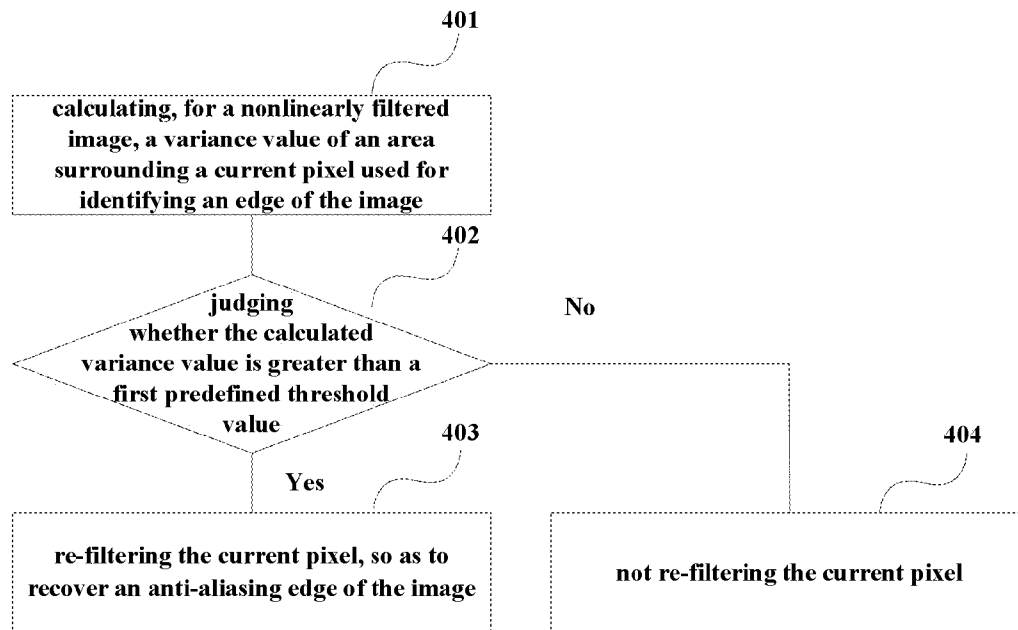 401
calculating, for a nonlinearly filtered
image, a variance value of an area
surrounding a current pixel used for
identifying an edge of the image
402
judging
whether the calculated
variance value is greater than a
first predefined threshold
value
No
403
Yes
404
re-filtering the current pixel, so as to
recover an anti-aliasing edge of the image
not re-filtering the current pixel